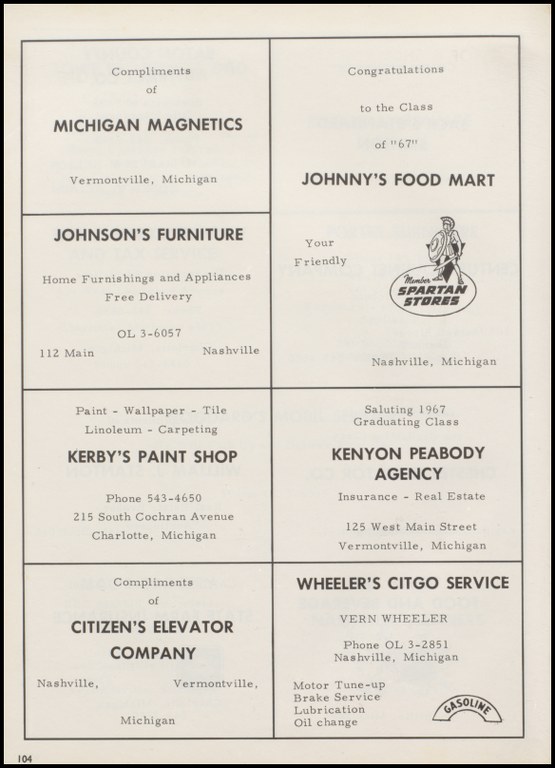 Compliments
of
MICHIGAN MAGNETICS
Vermontville, Michigan
JOHNSON'S FURNITURE
Home Furnishings and Appliances
Free Delivery
OL 3-6057
112 Main Nashville
Paint - Wallpaper - Tile
Linoleum - Carpeting
KERBY'S PAINT SHOP
Phone 543-4650
215 South Cochran Avenue
Charlotte, Michigan
Compliments
of
CITIZEN'S ELEVATOR
COMPANY
Nashville, Vermontville,
Michigan
Congratulations
to the Class
of "67"
JOHNNY'S FOOD MART
Your
Friendly
Member
SPARTAN
STORES
Nashville, Michigan
Saluting 1967
Graduating Class
KENYON PEABODY
AGENCY
Insurance - Real Estate
125 West Main Street
Vermontville, Michigan
WHEELER'S CITGO SERVICE
VERN WHEELER
Phone OL 3-2851
Nashville, Michigan
Motor Tune-up
Brake Service
Lubrication
Oil change
GASOLINE
104